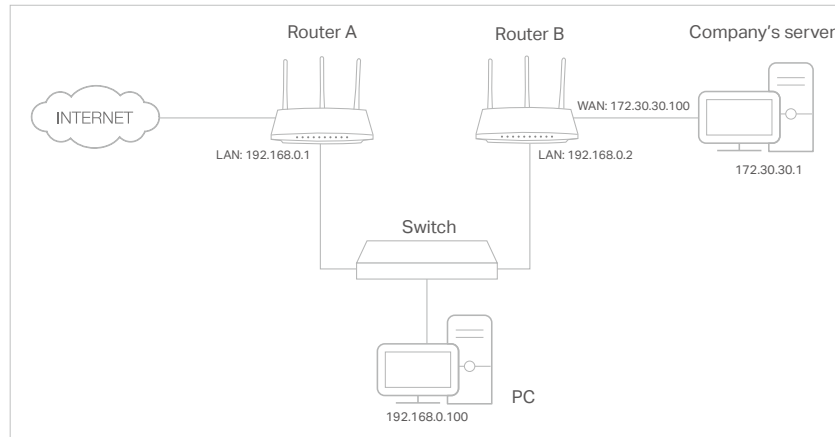 Router A
Router B
Company's server
INTERNET
WAN: 172.30.30.100
LAN: 192.168.0.1
LAN: 192.168.0.2
172.30.30.1
Switch
PC
192.168.0.100